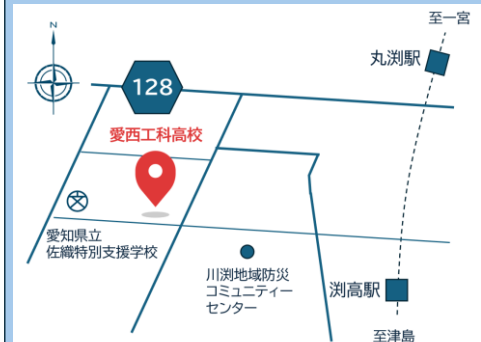 至一宮
N
丸渕駅
128
愛西工科高校
愛知県立
佐織特別支援学校
川渕地域防災
コミュニティー
センター
渕高駅
至津島